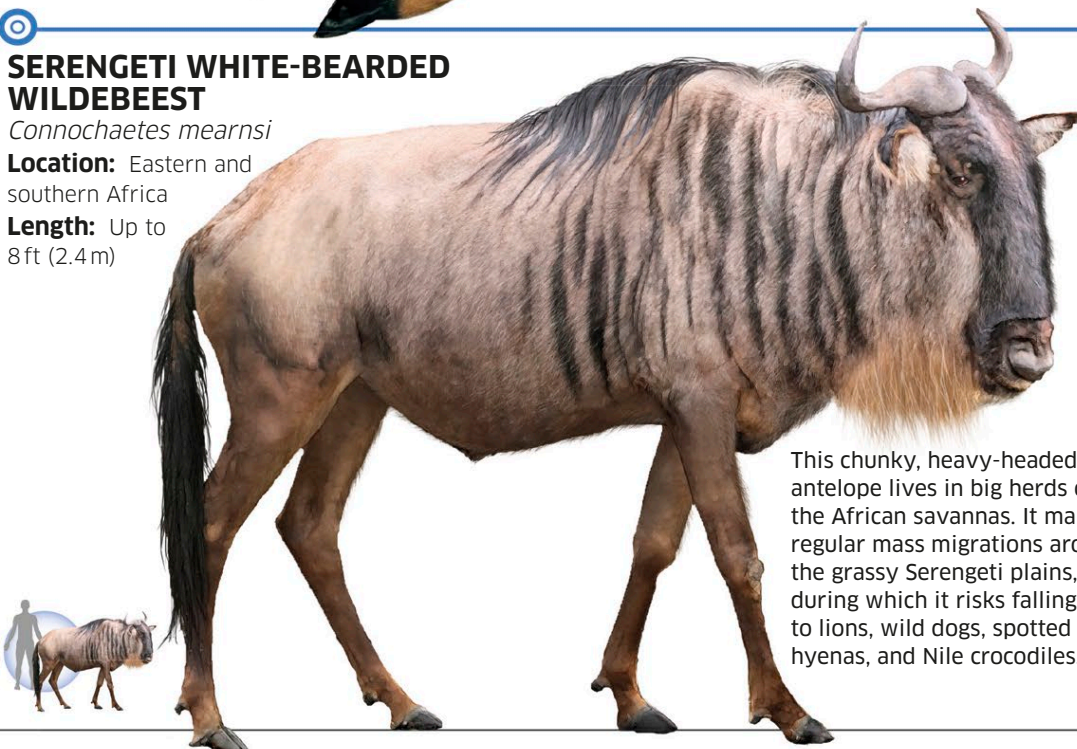 SERENGETI WHITE-BEARDED
WILDEBEEST
Connochaetes mearnsi
Location: Eastern and
southern Africa
Length: Up to
8 ft (2.4 m)
This chunky, heavy-headed
antelope lives in big herds
the African savannas. It
regular mass migrations
the grassy Serengeti plains,
during which it risks falling
to lions, wild dogs, spotted
hyenas, and Nile crocodiles